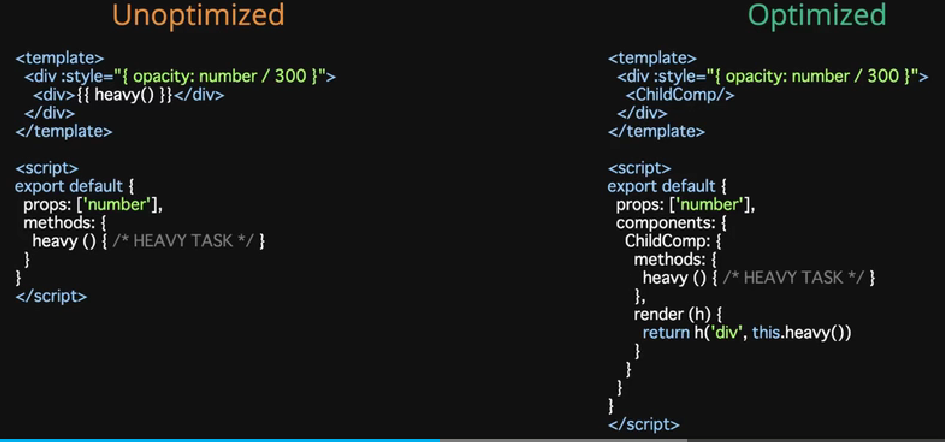 Unoptimized
<template>
<div :style="{ opacity: number / 300 }">
<div>{{ heavy() }}</div>
</div>
</template>
<script>
export default {
props: ['number'],
methods: {
heavy () { /* HEAVY TASK */ }
}
}
</script>
Optimized
<template>
<div :style="{ opacity: number / 300 }">
<ChildComp/>
</div>
</template>
<script>
export default {
props: ['number'],
components: {
ChildComp: {
methods: {
heavy () { /* HEAVY TASK */ }
},
render (h) {
return h('div', this.heavy())
}
}
}
}
</script>